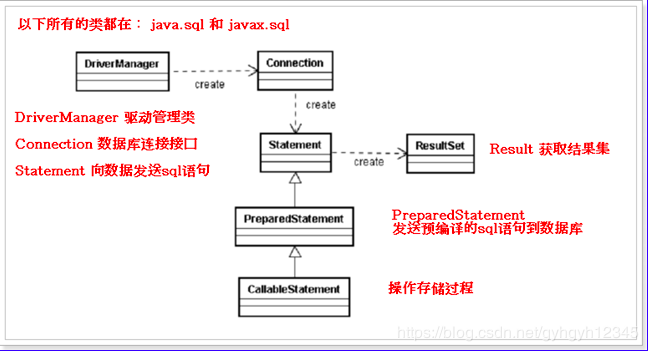 以下所有的类都在： java.sql 和 javax.sql
DriverManager
create
Connection
create
DriverManager 驱动管理类
Connection 数据库连接接口
Statement 向数据发送sql语句
Statement
create
ResultSet
Result 获取结果集
PreparedStatement
PreparedStatement
发送预编译的sql语句到数据库
CallableStatement
操作存储过程
https://blog.csdn.net/gyhgyh12345